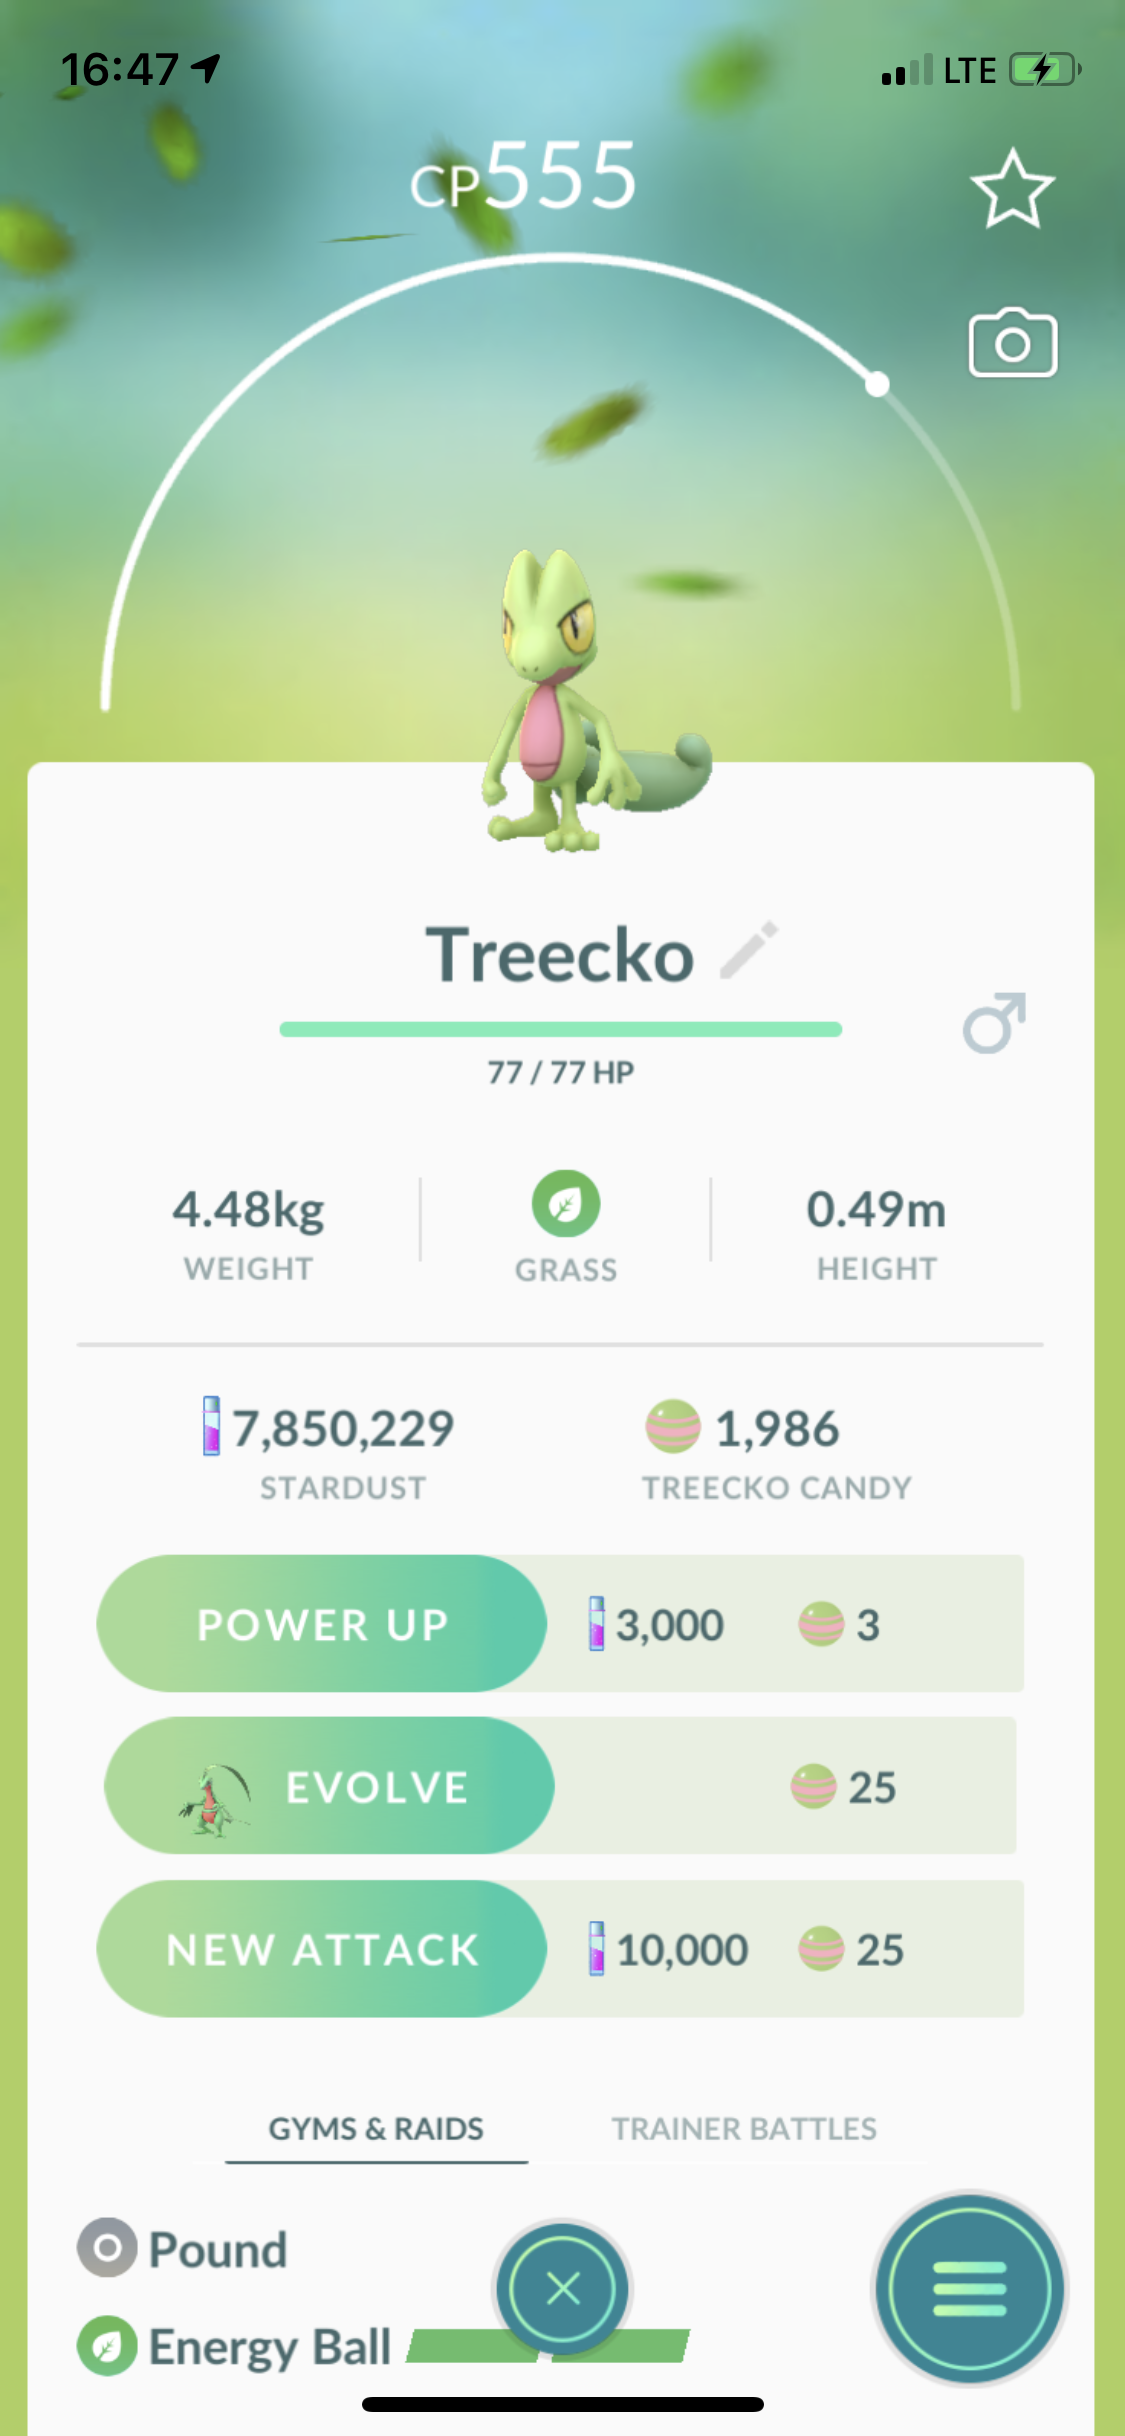 16:47 LTE
CP555
Treecko
77 / 77 HP
4.48kg 0.49m
WEIGHT GRASS HEIGHT
7,850,229 1,986
STARDUST TREECKO CANDY
POWER UP 3,000 3
EVOLVE 25
NEW ATTACK 10,000 25
GYMS & RAIDS TRAINER BATTLES
Pound
Energy Ball